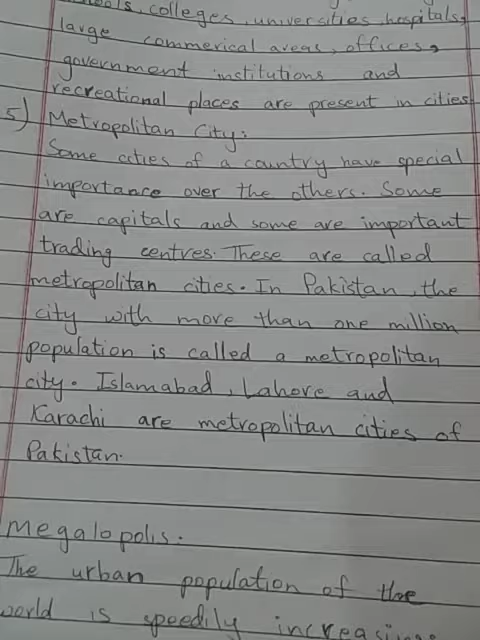 colleges, universities, hospitals,
large commerical areas, offices,
government institutions and
recreational places are present in cities
5) Metropolitan City:
Some cities of a country have special
importance over the others. Some
are capitals and some are important
trading centres. These are called
metropolitan cities. In Pakistan, the
city with more than one million
population is called a metropolitan
city. Islamabad, Lahore and
Karachi are metropolitan cities of
Pakistan.
Megalopolis.
The urban population of the
world is speedily increasing